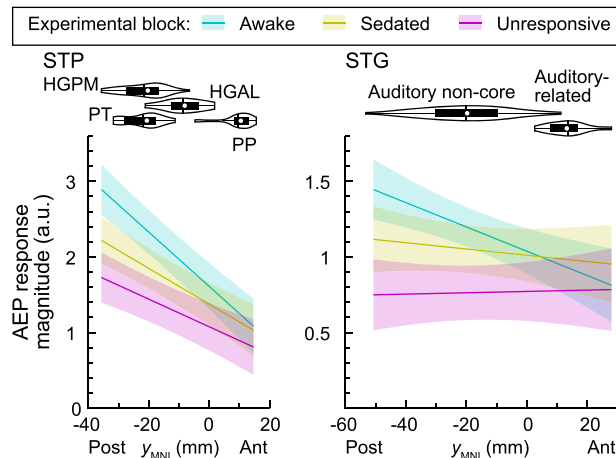 Experimental block: Awake Sedated Unresponsive
STP
HGPM
HGAL
PT
PP
STG
Auditory non-core
Auditory-related
AEP response magnitude (a.u.)
3
2
1
0
-40 -20 0 20
Post yMNI (mm) Ant
1.5
1
0.5
-60 -40 -20 0 20
Post yMNI (mm) Ant